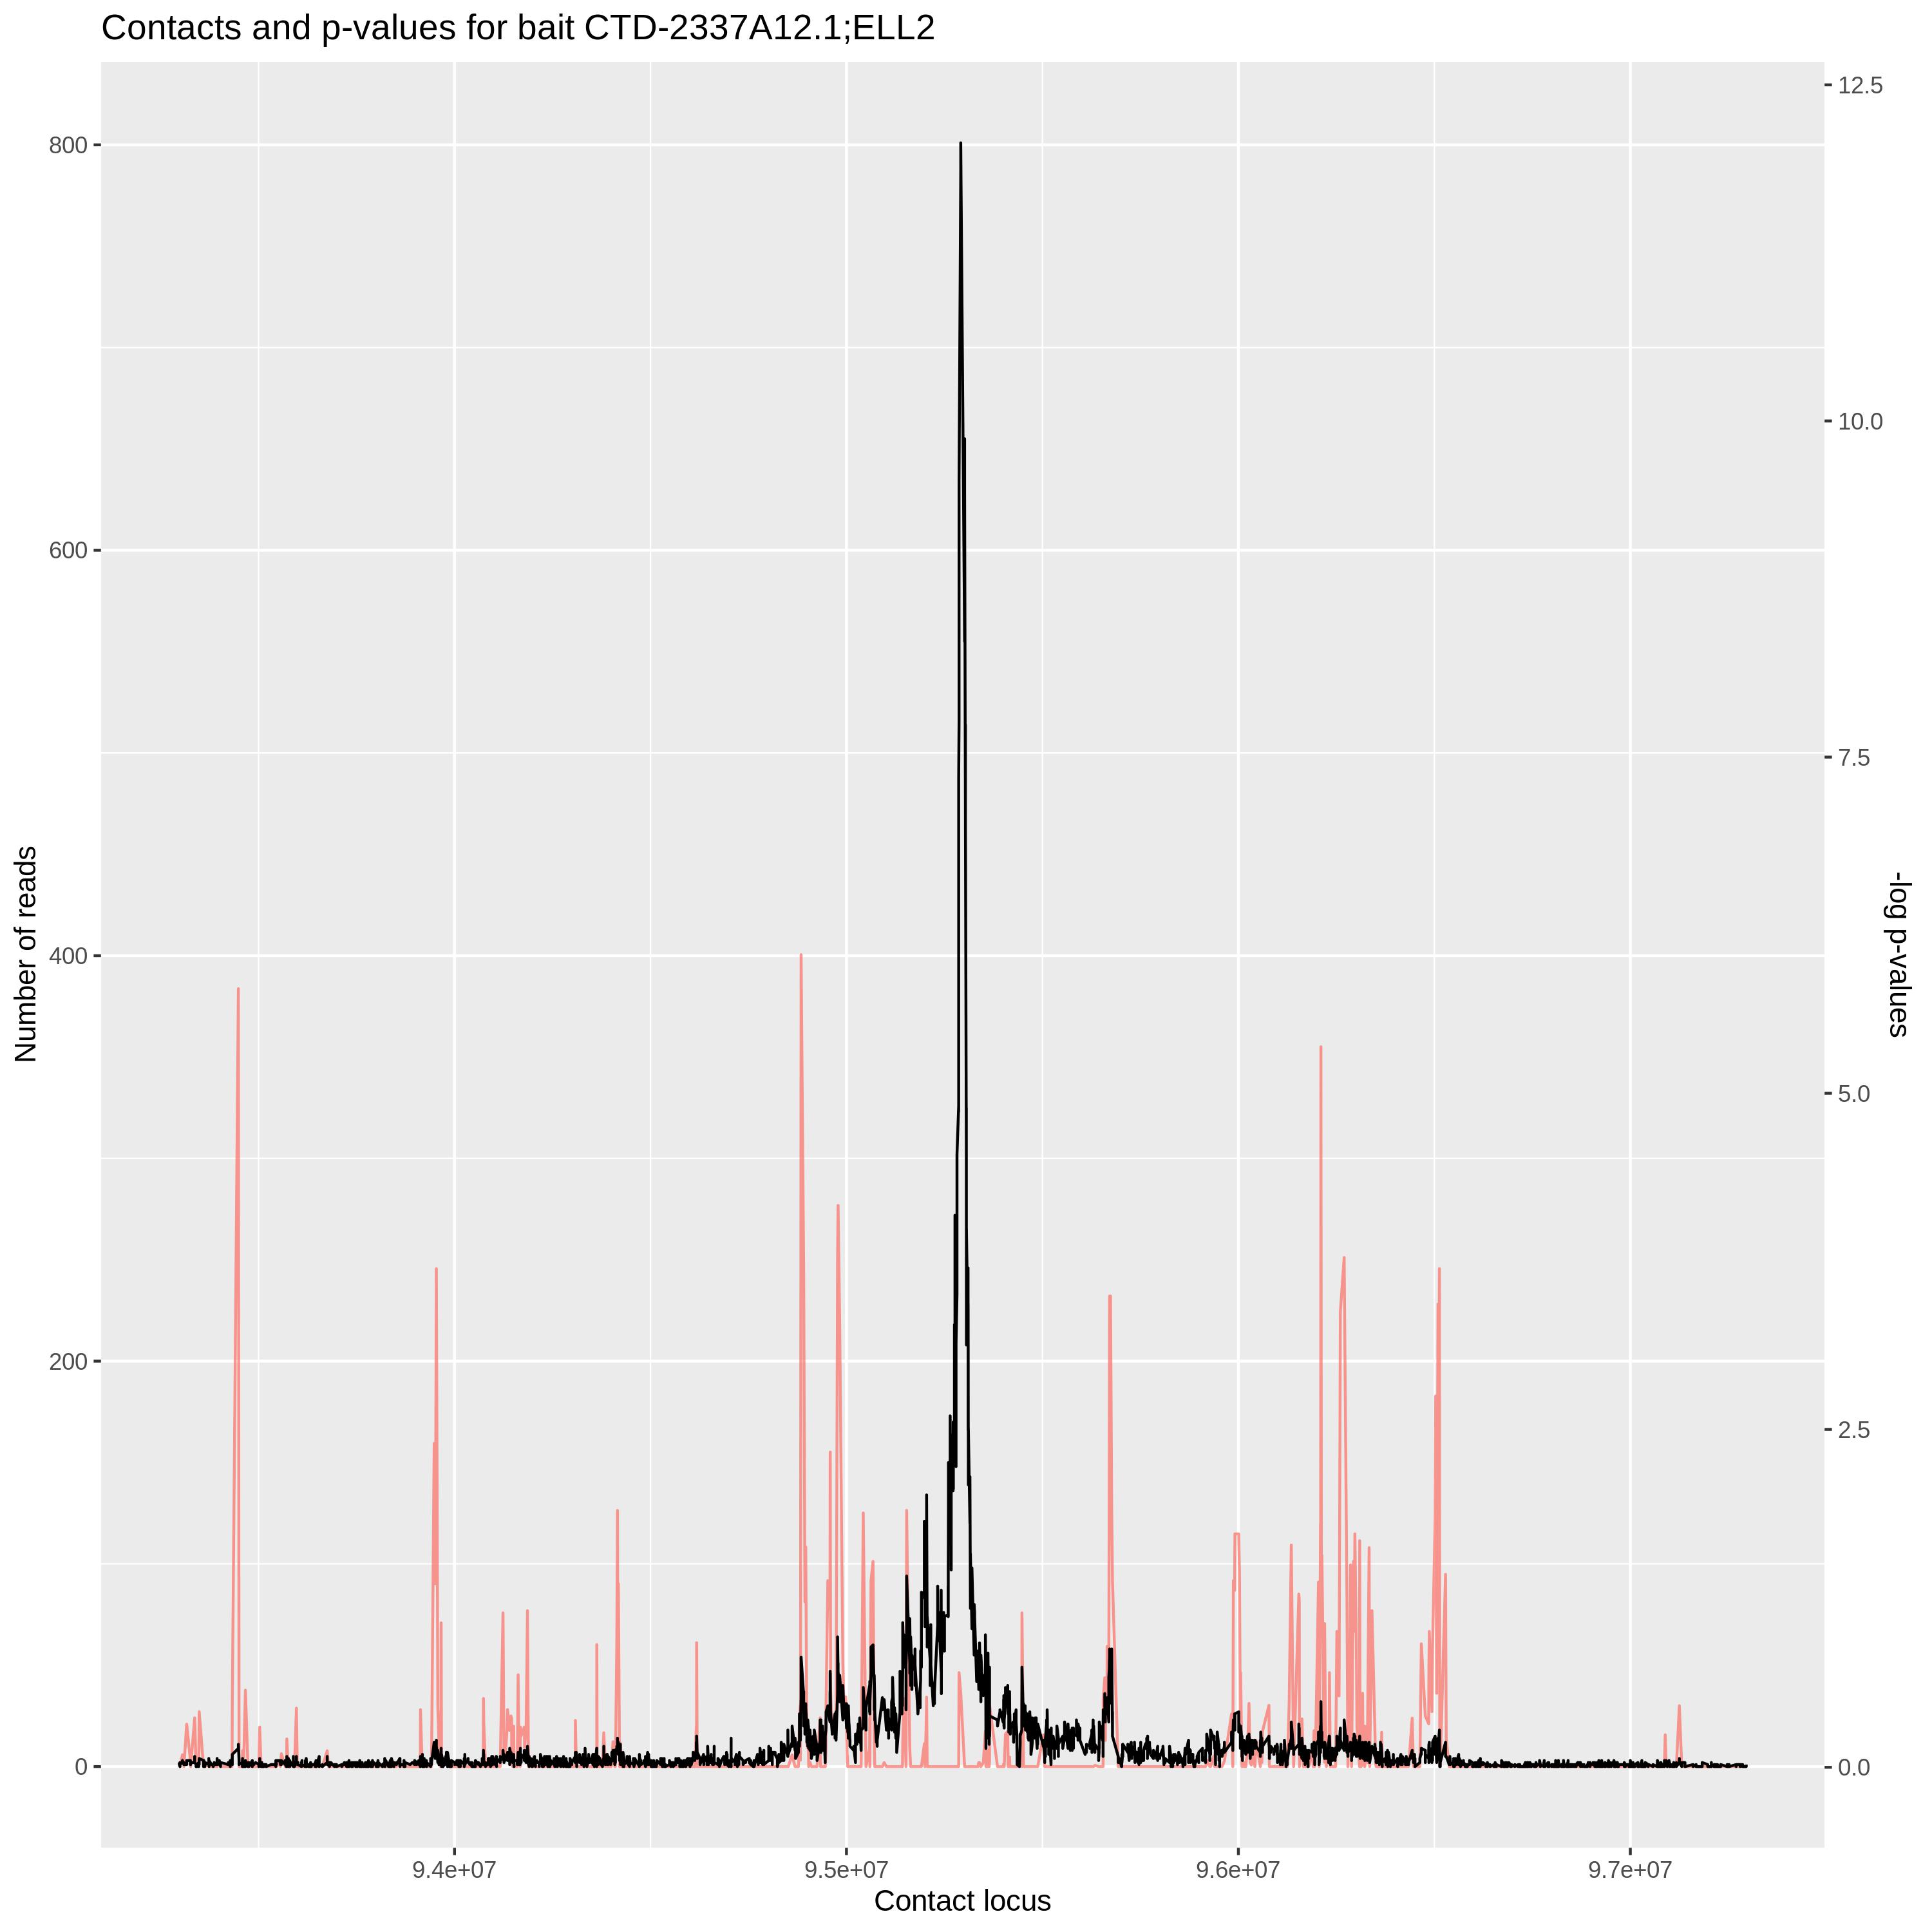 Contacts and p-values for bait CTD-2337A12.1;ELL2
12.5
800
10.0
600
7.5
400
5.0
200
2.5
0
0.0
Number of reads
-log p-values
9.4e+07 9.5e+07 9.6e+07 9.7e+07
Contact locus